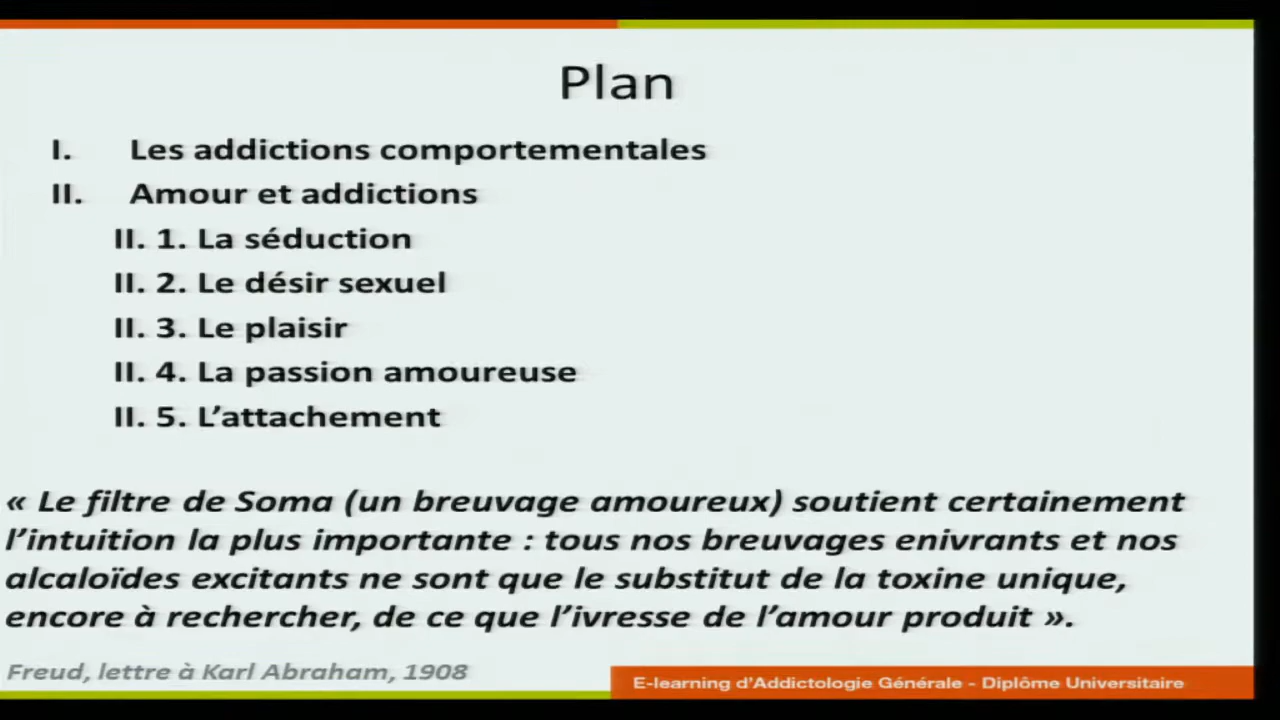 Plan
I. Les addictions comportementales
II. Amour et addictions
II. 1. La séduction
II. 2. Le désir sexuel
II. 3. Le plaisir
II. 4. La passion amoureuse
II. 5. L’attachement
« Le filtre de Soma (un breuvage amoureux) soutient certainement
l’intuition la plus importante : tous nos breuvages enivrants et nos
alcaloïdes excitants ne sont que le substitut de la toxine unique,
encore à rechercher, de ce que l’ivresse de l’amour produit ».
Freud, lettre à Karl Abraham, 1908
E-learning d'Addictologie Générale - Diplôme Universitaire